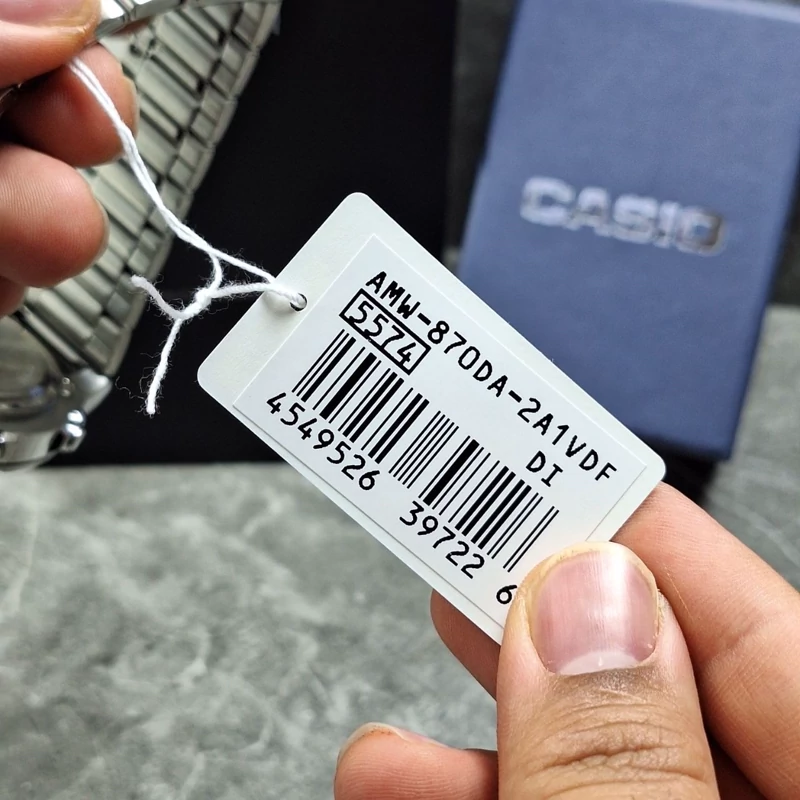 CASIO
AMW-870DA-2A1VDF
5574
DI
4549526 39722 6